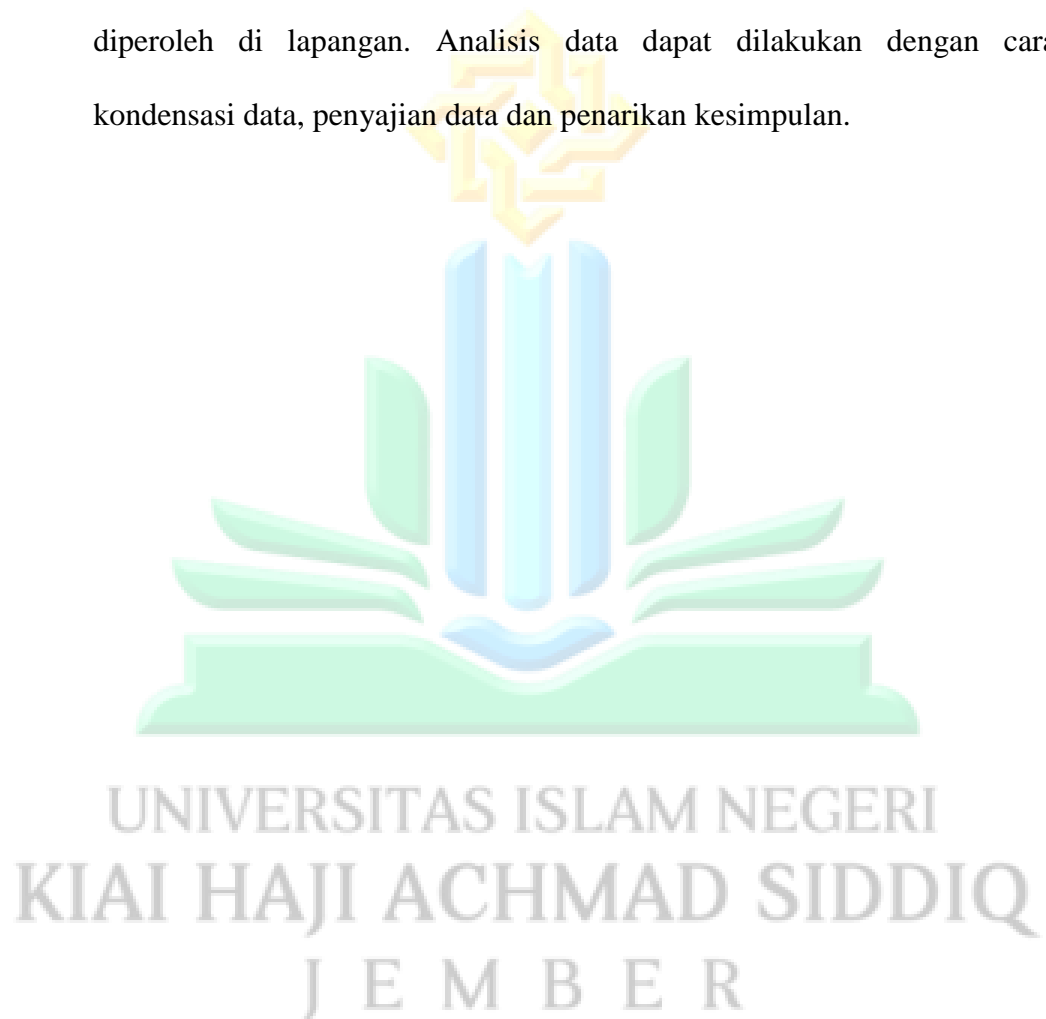 diperoleh di lapangan. Analisis data dapat dilakukan dengan cara
kondensasi data, penyajian data dan penarikan kesimpulan.
UNIVERSITAS ISLAM NEGERI
KIAI HAJI ACHMAD SIDDIQ
J E M B E R